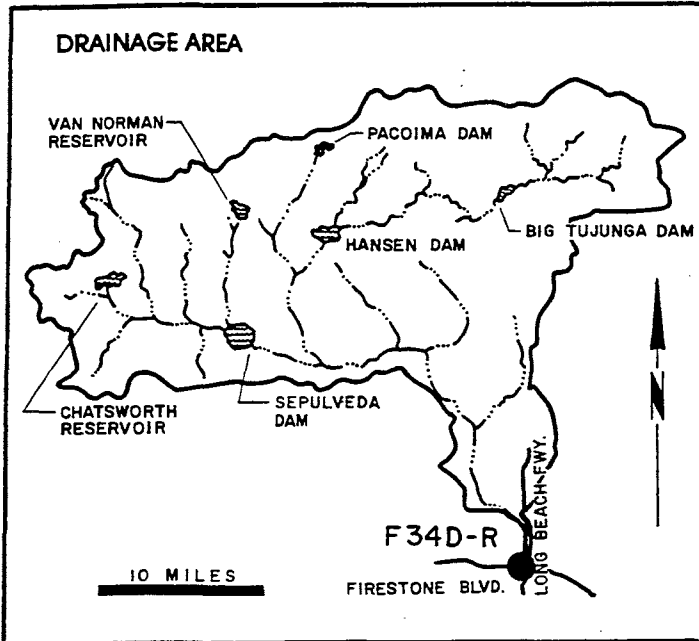 DRAINAGE AREA
VAN NORMAN
RESERVOIR
PACOIMA DAM
HANSEN DAM
BIG TUJUNGA DAM
CHATSWORTH
RESERVOIR
SEPULVEDA
DAM
N
F34D-R
LONG BEACH FWY.
10 MILES
FIRESTONE BLVD.